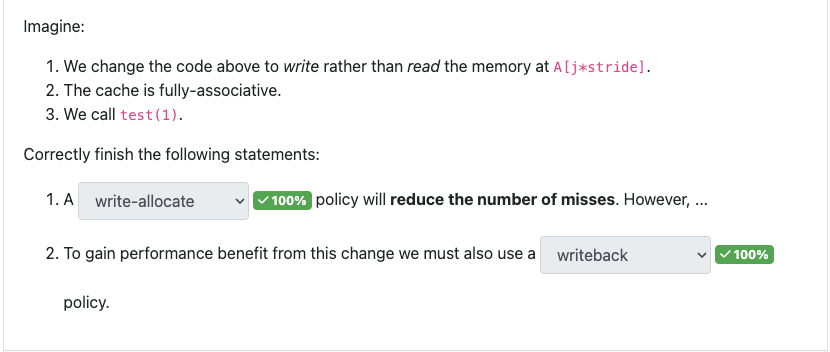 Imagine:
1. We change the code above to write rather than read the memory at A[j*stride].
2. The cache is fully-associative.
3. We call test(1).
Correctly finish the following statements:
1. A write-allocate ✓100% policy will reduce the number of misses. However, ...
2. To gain performance benefit from this change we must also use a writeback ✓100%
policy.